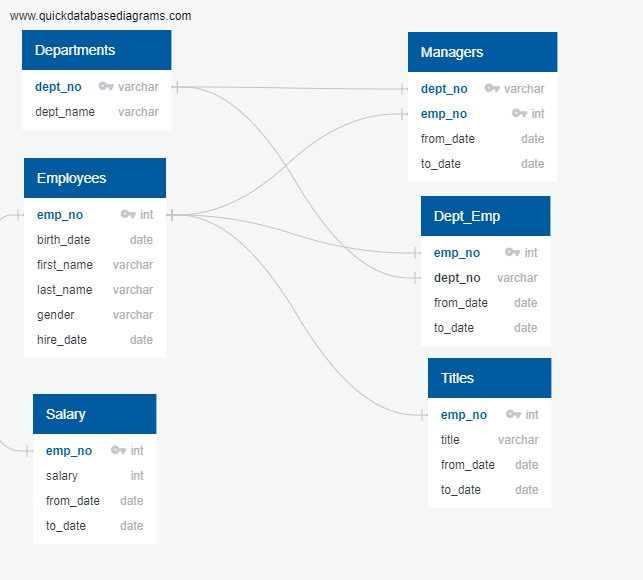 www.quickdatabasediagrams.com
Departments
dept_no varchar
dept_name varchar
Employees
emp_no int
birth_date date
first_name varchar
last_name varchar
gender varchar
hire_date date
Salary
emp_no int
salary int
from_date date
to_date date
Managers
dept_no varchar
emp_no int
from_date date
to_date date
Dept_Emp
emp_no int
dept_no varchar
from_date date
to_date date
Titles
emp_no int
title varchar
from_date date
to_date date